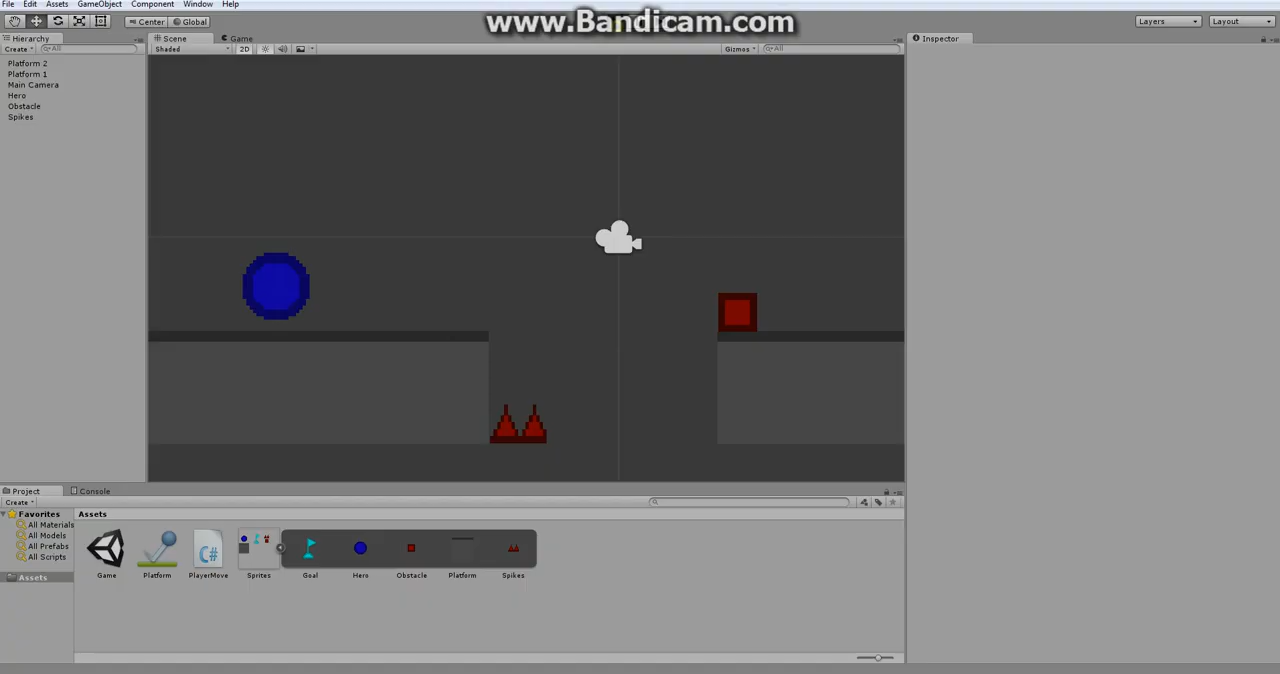 www.Bandicam.com
File Edit Assets GameObject Component Window Help
Center Global Layers Layout
Hierarchy Scene Game Inspector
Create All Shaded 2D Gizmos All
Platform 2
Platform 1
Main Camera
Hero
Obstacle
Spikes
Project Console
Create
Favorites Assets
All Materials
All Models
All Prefabs
All Scripts
Assets
Game Platform PlayerMove Sprites Goal Hero Obstacle Platform Spikes
C#